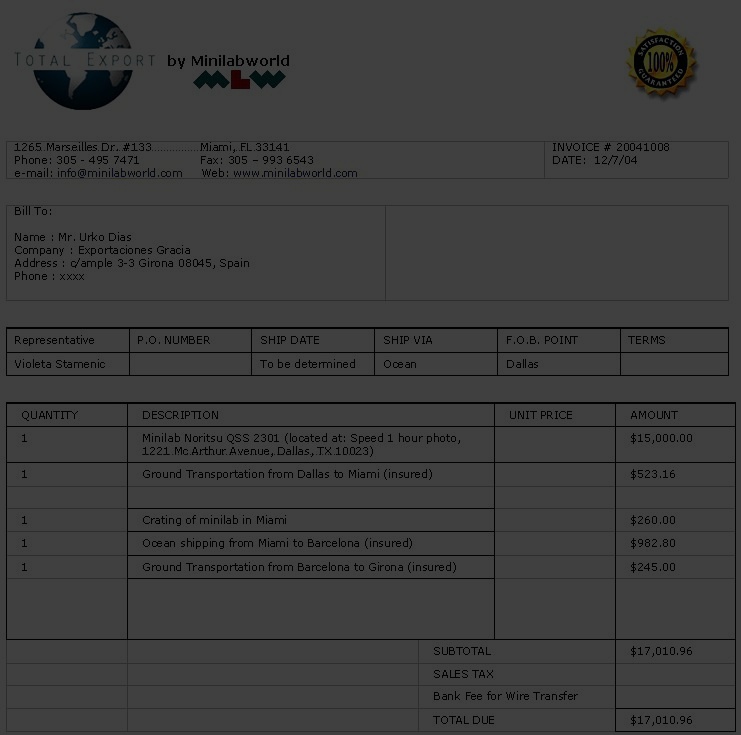 TOTAL EXPORT by Minilabworld
MLW
SATISFACTION
100%
GUARANTEED
1265 Marseilles Dr. #133..............Miami, FL 33141
Phone: 305 - 495 7471 Fax: 305 – 993 6543
e-mail: info@minilabworld.com Web: www.minilabworld.com
INVOICE # 20041008
DATE: 12/7/04
Bill To:
Name : Mr. Urko Dias
Company : Exportaciones Gracia
Address : c/ample 3-3 Girona 08045, Spain
Phone : xxxx
Representative P.O. NUMBER SHIP DATE SHIP VIA F.O.B. POINT TERMS
Violeta Stamenic To be determined Ocean Dallas
QUANTITY DESCRIPTION UNIT PRICE AMOUNT
1 Minilab Noritsu QSS 2301 (located at: Speed 1 hour photo, $15,000.00
1221 Mc Arthur Avenue, Dallas, TX 10023)
1 Ground Transportation from Dallas to Miami (insured) $523.16
1 Crating of minilab in Miami $260.00
1 Ocean shipping from Miami to Barcelona (insured) $982.80
1 Ground Transportation from Barcelona to Girona (insured) $245.00
SUBTOTAL $17,010.96
SALES TAX
Bank Fee for Wire Transfer
TOTAL DUE $17,010.96